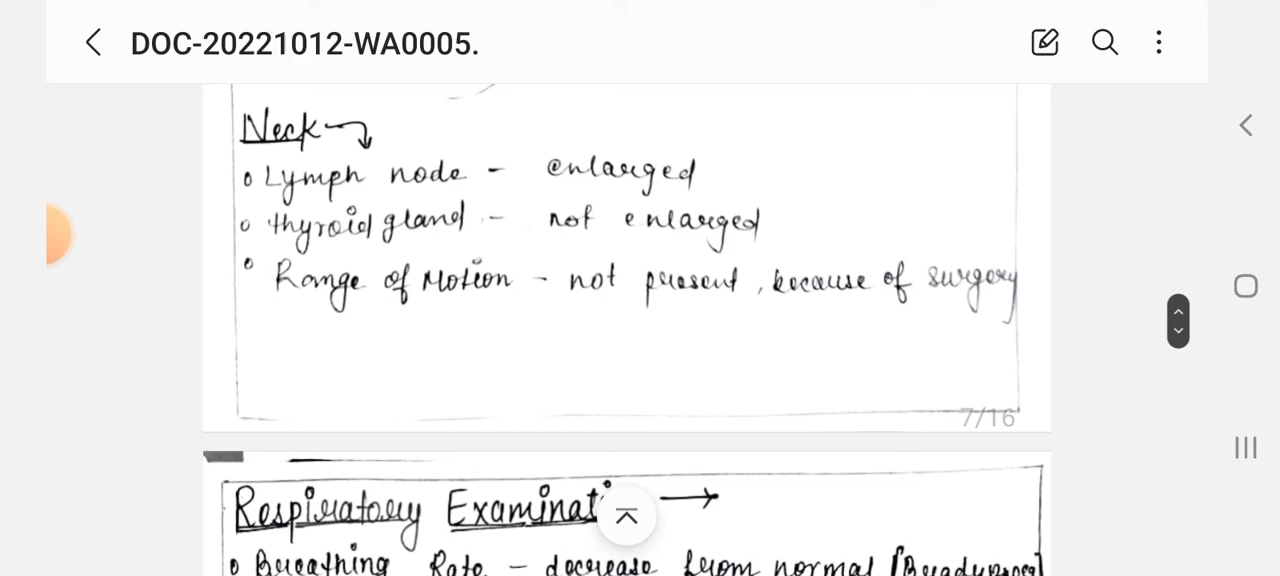 DOC-20221012-WA0005.
Neck
Lymph node - enlarged
thyroid gland - not enlarged
Range of Motion - not present, because of surgery
7/16
Respiratory Examinati
Breathing Rate - decrease from normal